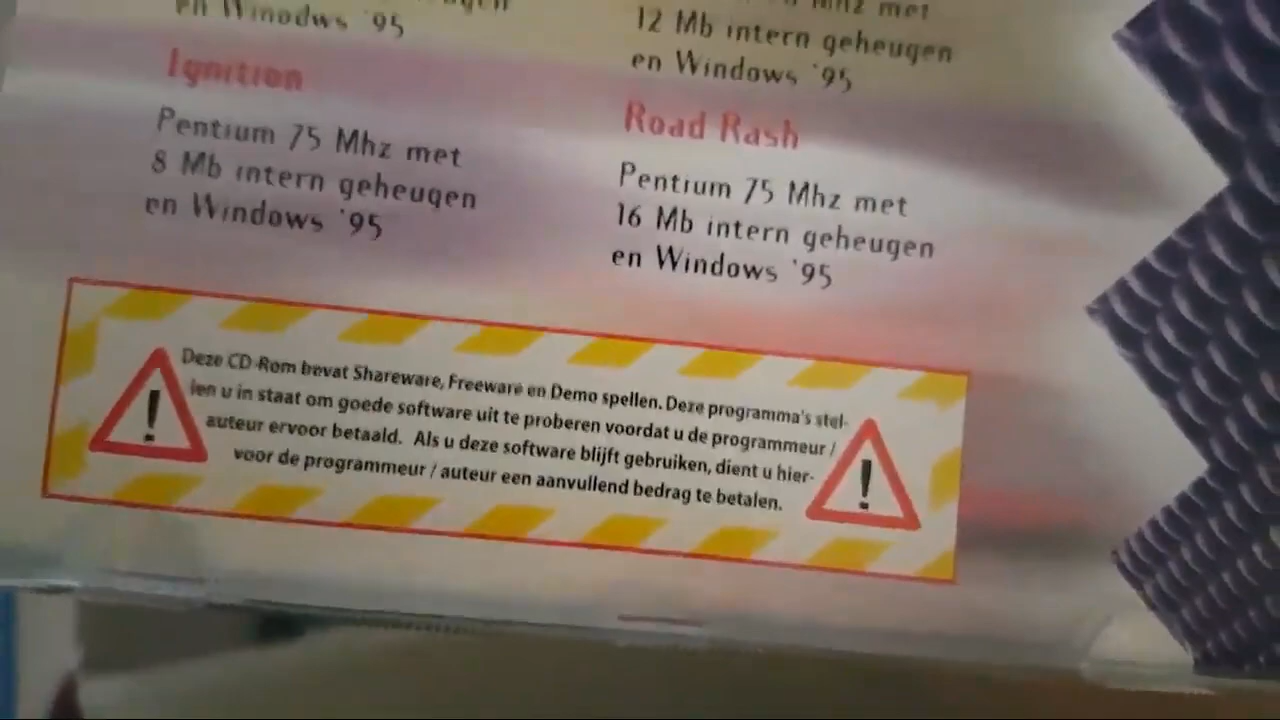 en Winodws '95
12 Mb intern geheugen
en Windows '95
Ignition
Pentium 75 Mhz met
8 Mb intern geheugen
en Windows '95
Road Rash
Pentium 75 Mhz met
16 Mb intern geheugen
en Windows '95
Deze CD-Rom bevat Shareware, Freeware en Demo spellen. Deze programma's stel-
len u in staat om goede software uit te proberen voordat u de programmeur /
auteur ervoor betaald. Als u deze software blijft gebruiken, dient u hier-
voor de programmeur / auteur een aanvullend bedrag te betalen.